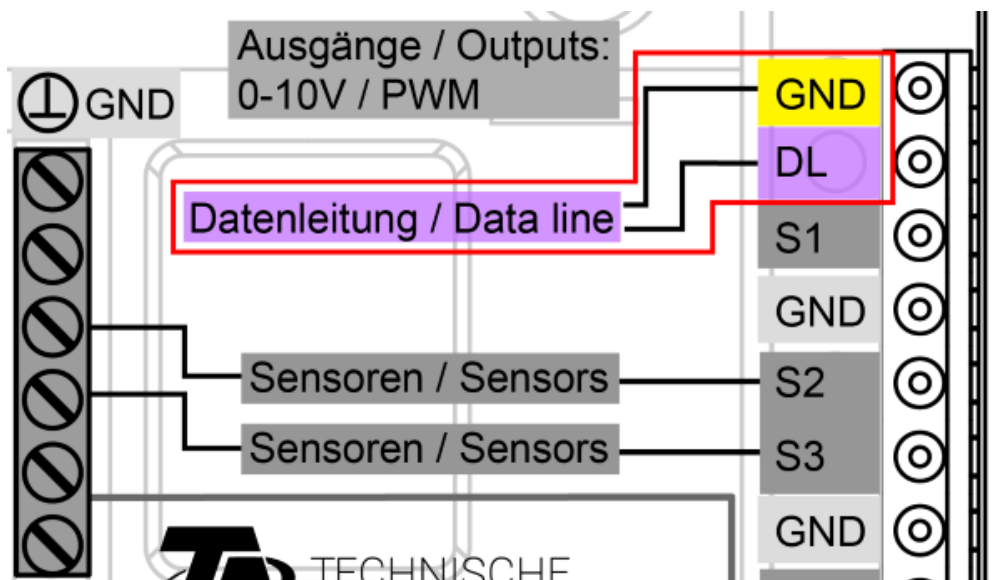 Ausgänge / Outputs:
0-10V / PWM
GND
GND
DL
Datenleitung / Data line
S1
GND
Sensoren / Sensors
S2
Sensoren / Sensors
S3
GND
TECHNISCHE